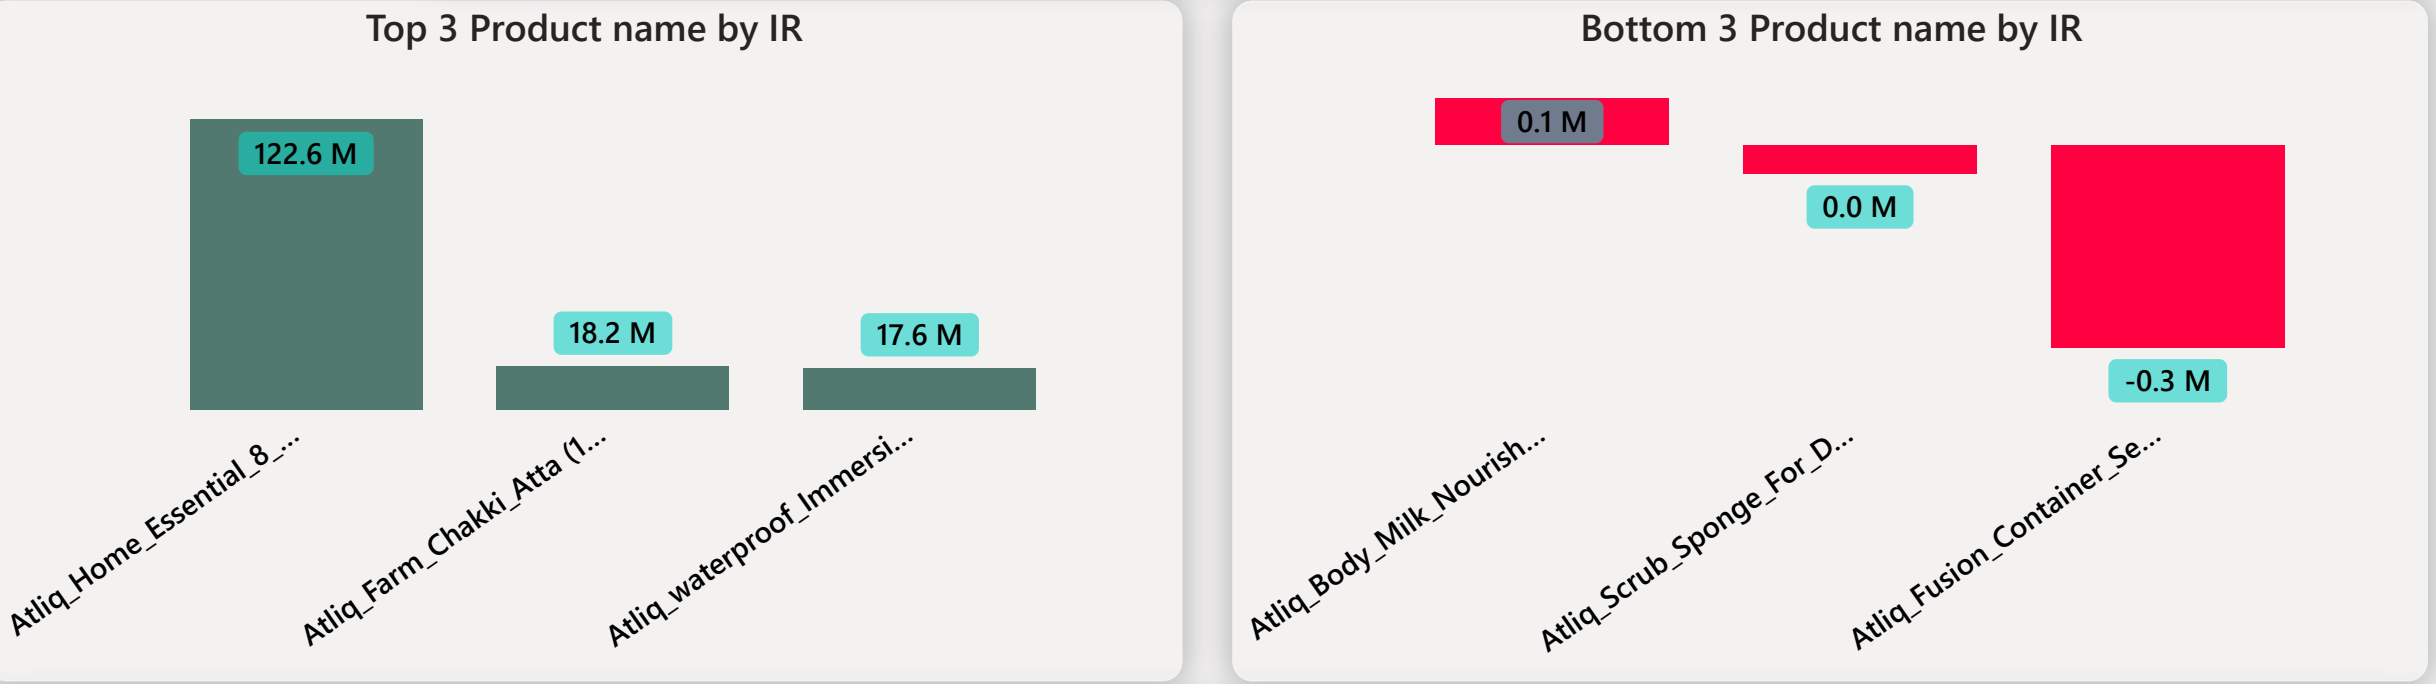 Top 3 Product name by IR
122.6 M
18.2 M
17.6 M
Atliq_Home_Essential_8_...
Atliq_Farm_Chakki_Atta (1...
Atliq_waterproof_Immersi...
Bottom 3 Product name by IR
0.1 M
0.0 M
-0.3 M
Atliq_Body_Milk_Nourish...
Atliq_Scrub_Sponge_For_D...
Atliq_Fusion_Container_Se...